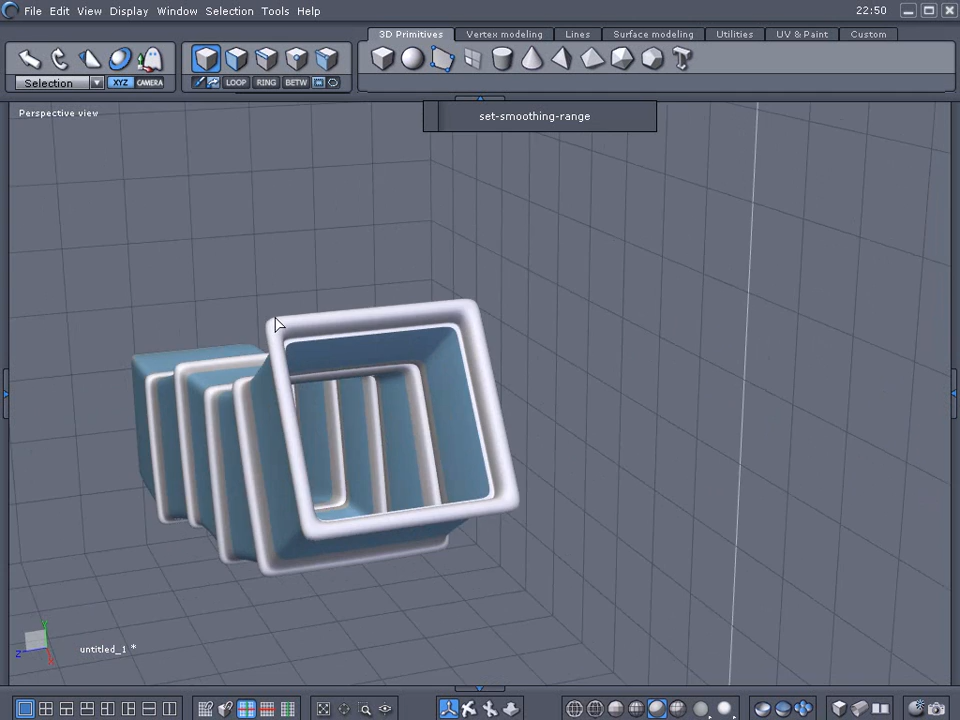 File Edit View Display Window Selection Tools Help 22:50
3D Primitives Vertex modeling Lines Surface modeling Utilities UV & Paint Custom
Selection XYZ CAMERA LOOP RING BETW
Perspective view
set-smoothing-range
Y
Z X
untitled_1 *